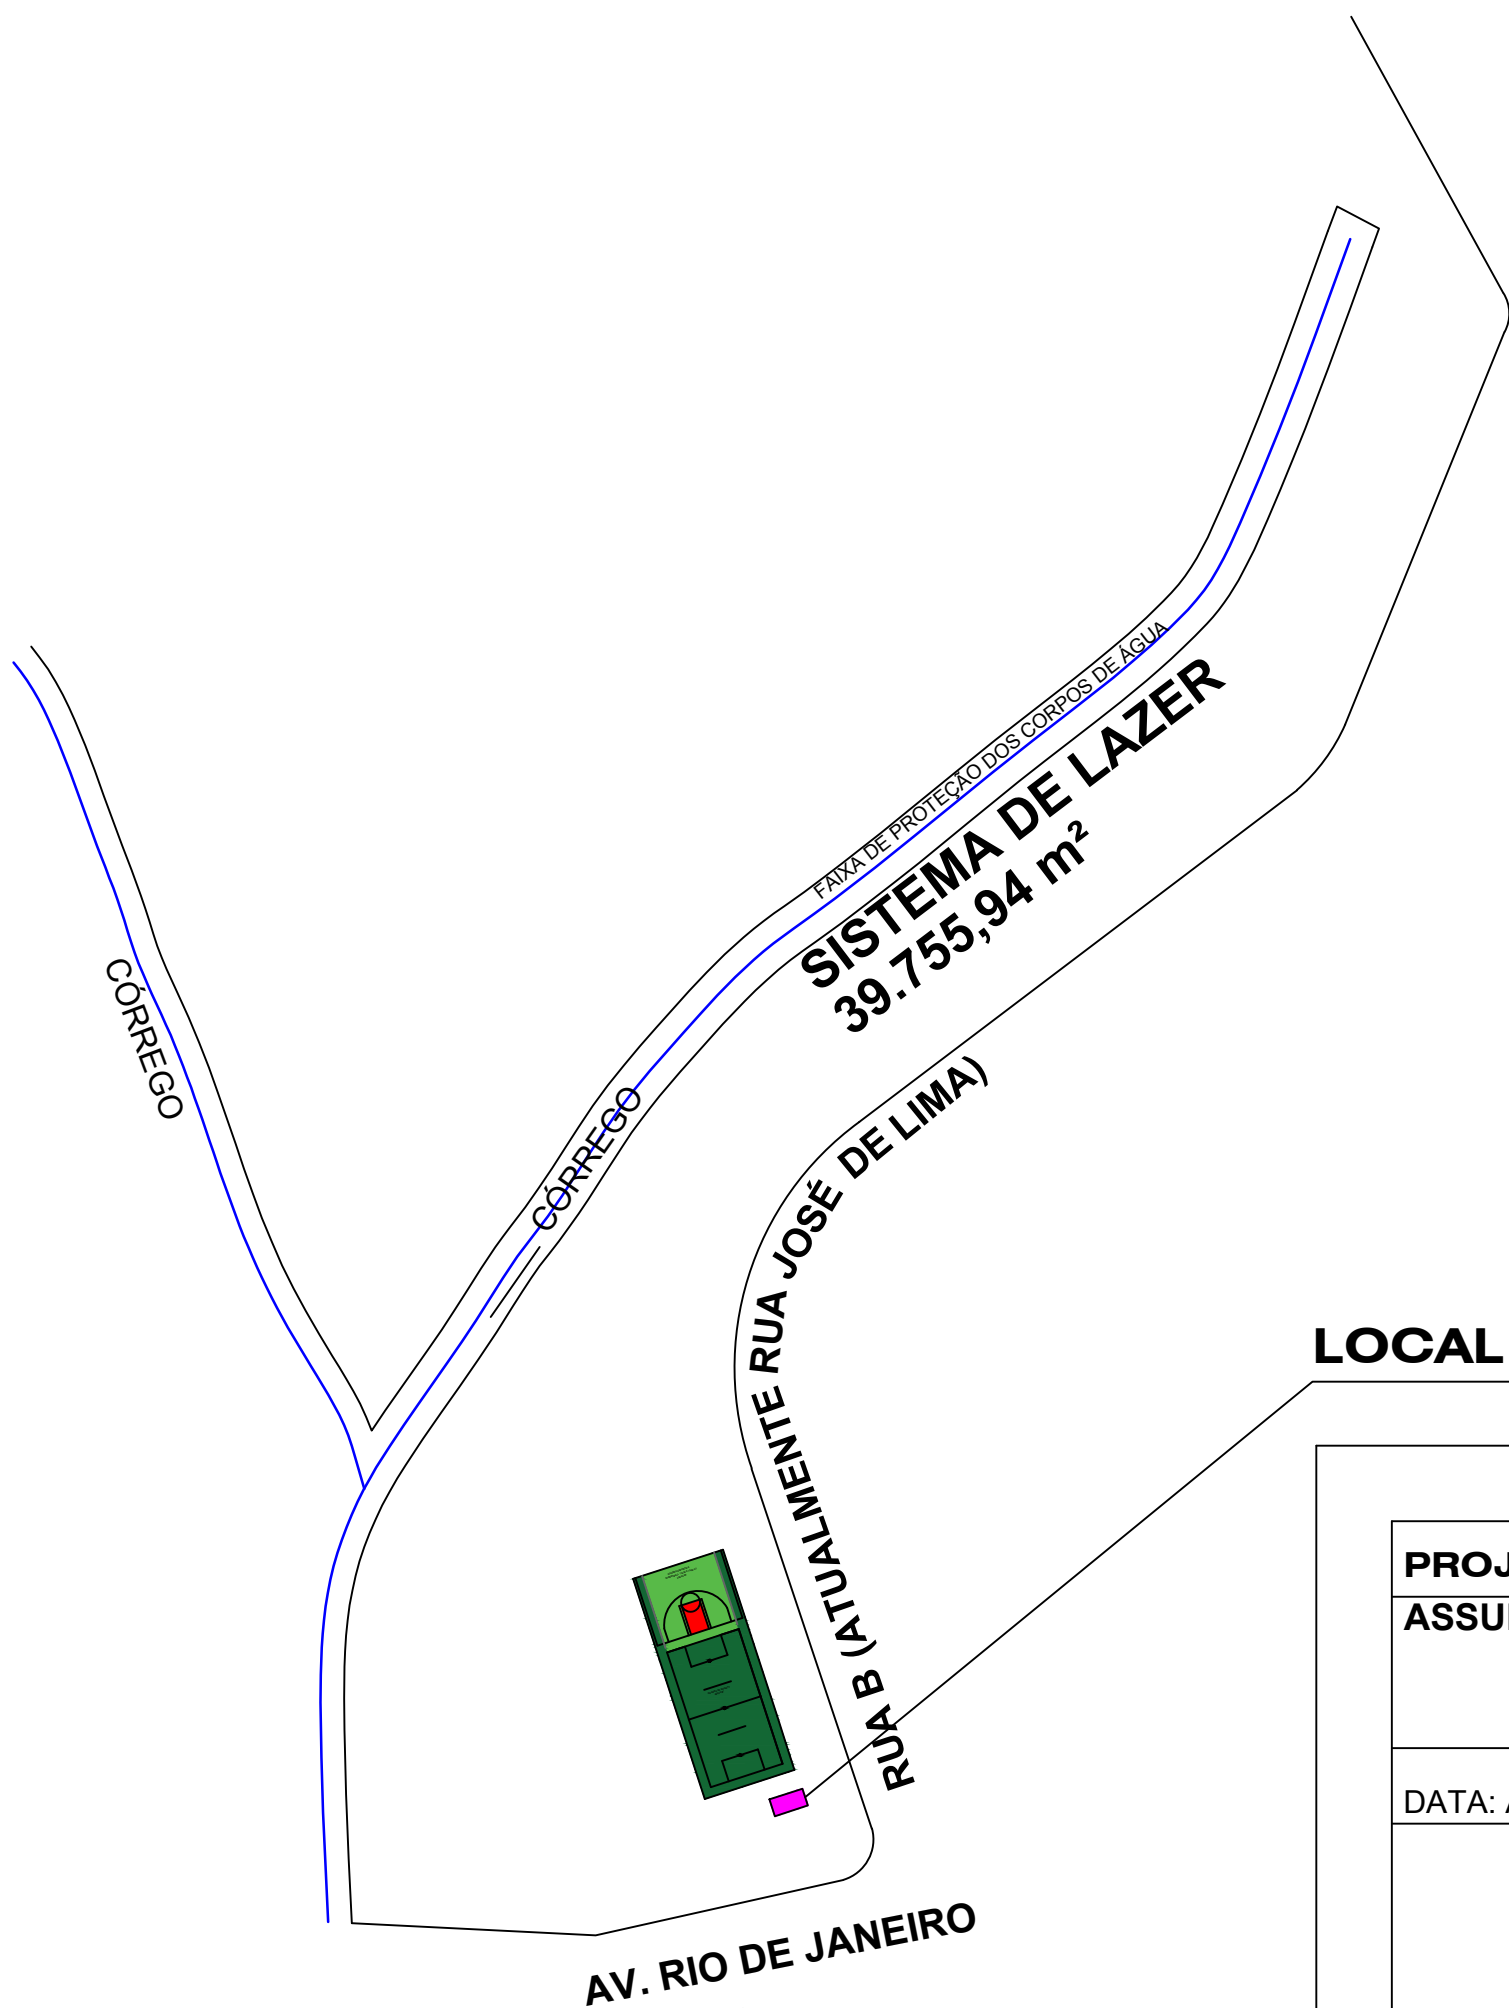 FAIXA DE PROTEÇÃO DOS CORPOS DE ÁGUA
SISTEMA DE LAZER
39.755,94 m²
CÓRREGO
CÓRREGO
RUA B (ATUALMENTE RUA JOSÉ DE LIMA)
LOCAL
PROJ
ASSU
DATA: A
AV. RIO DE JANEIRO